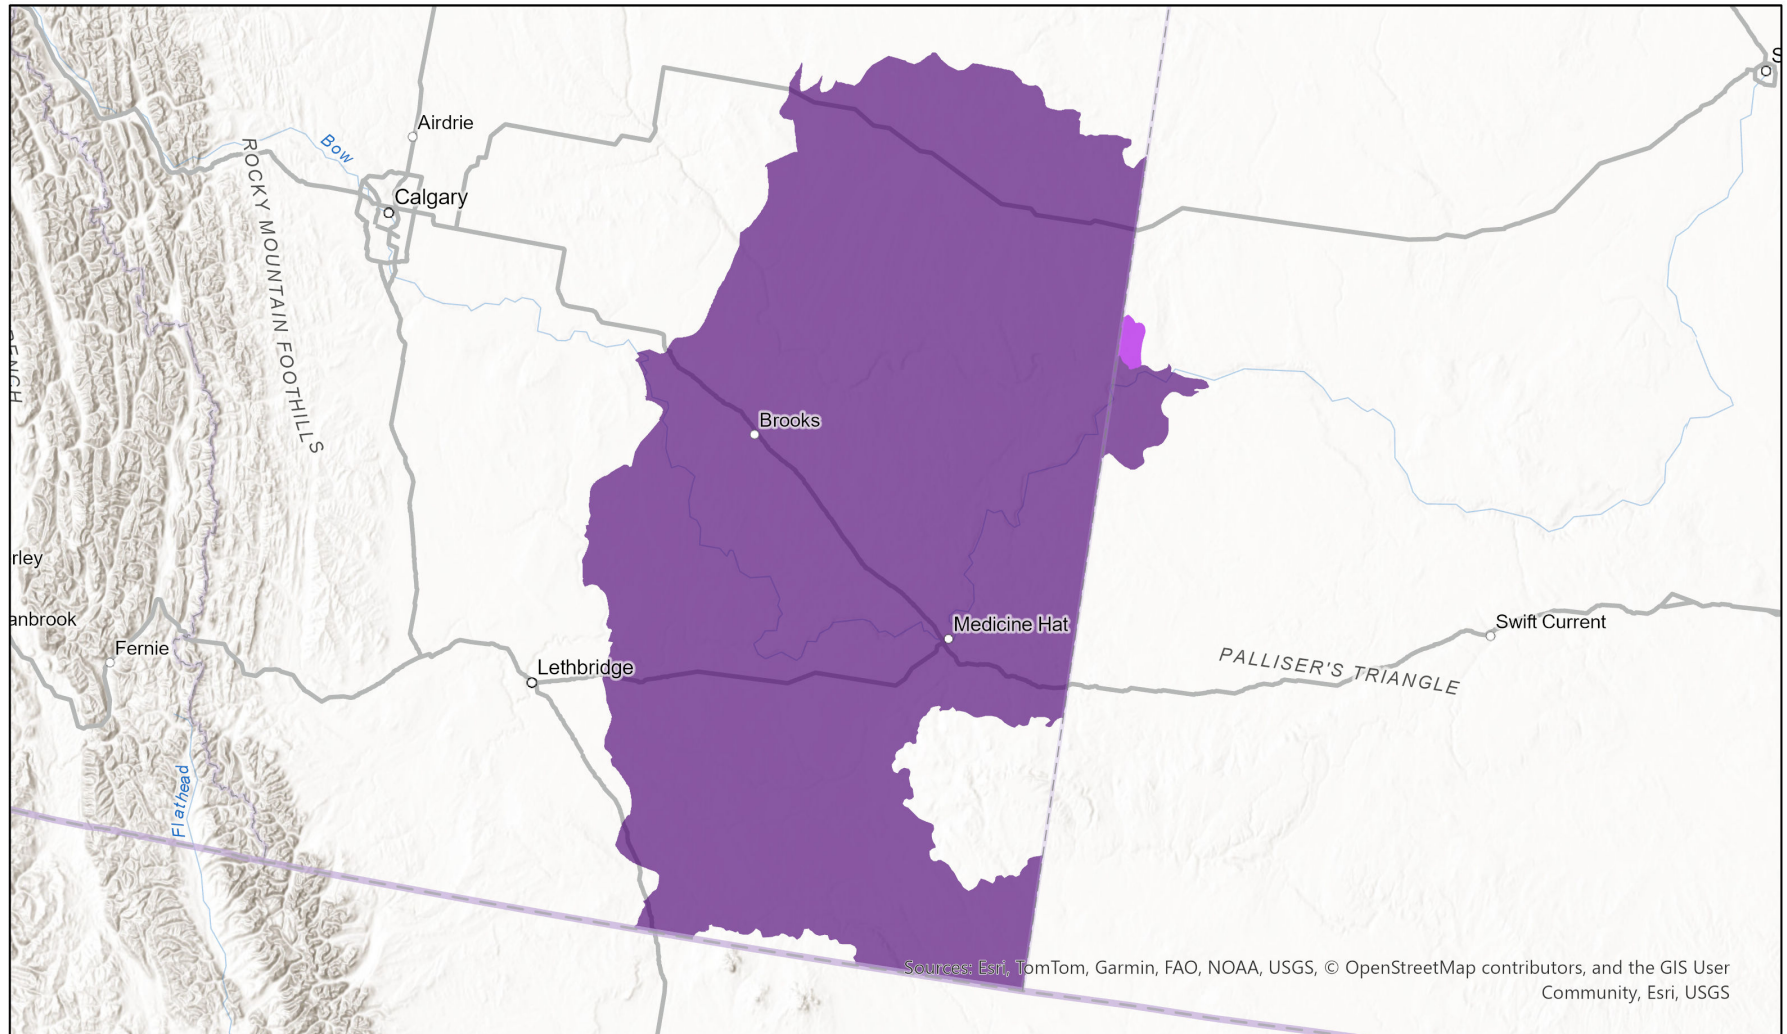 S
Airdrie
Bow
Calgary
ROCKY MOUNTAIN FOOTHILLS
Brooks
rley
anbrook
Fernie
Medicine Hat
Swift Current
Lethbridge
PALLISER'S TRIANGLE
Flathead
Sources: Esri, TomTom, Garmin, FAO, NOAA, USGS, © OpenStreetMap contributors, and the GIS User
Community, Esri, USGS